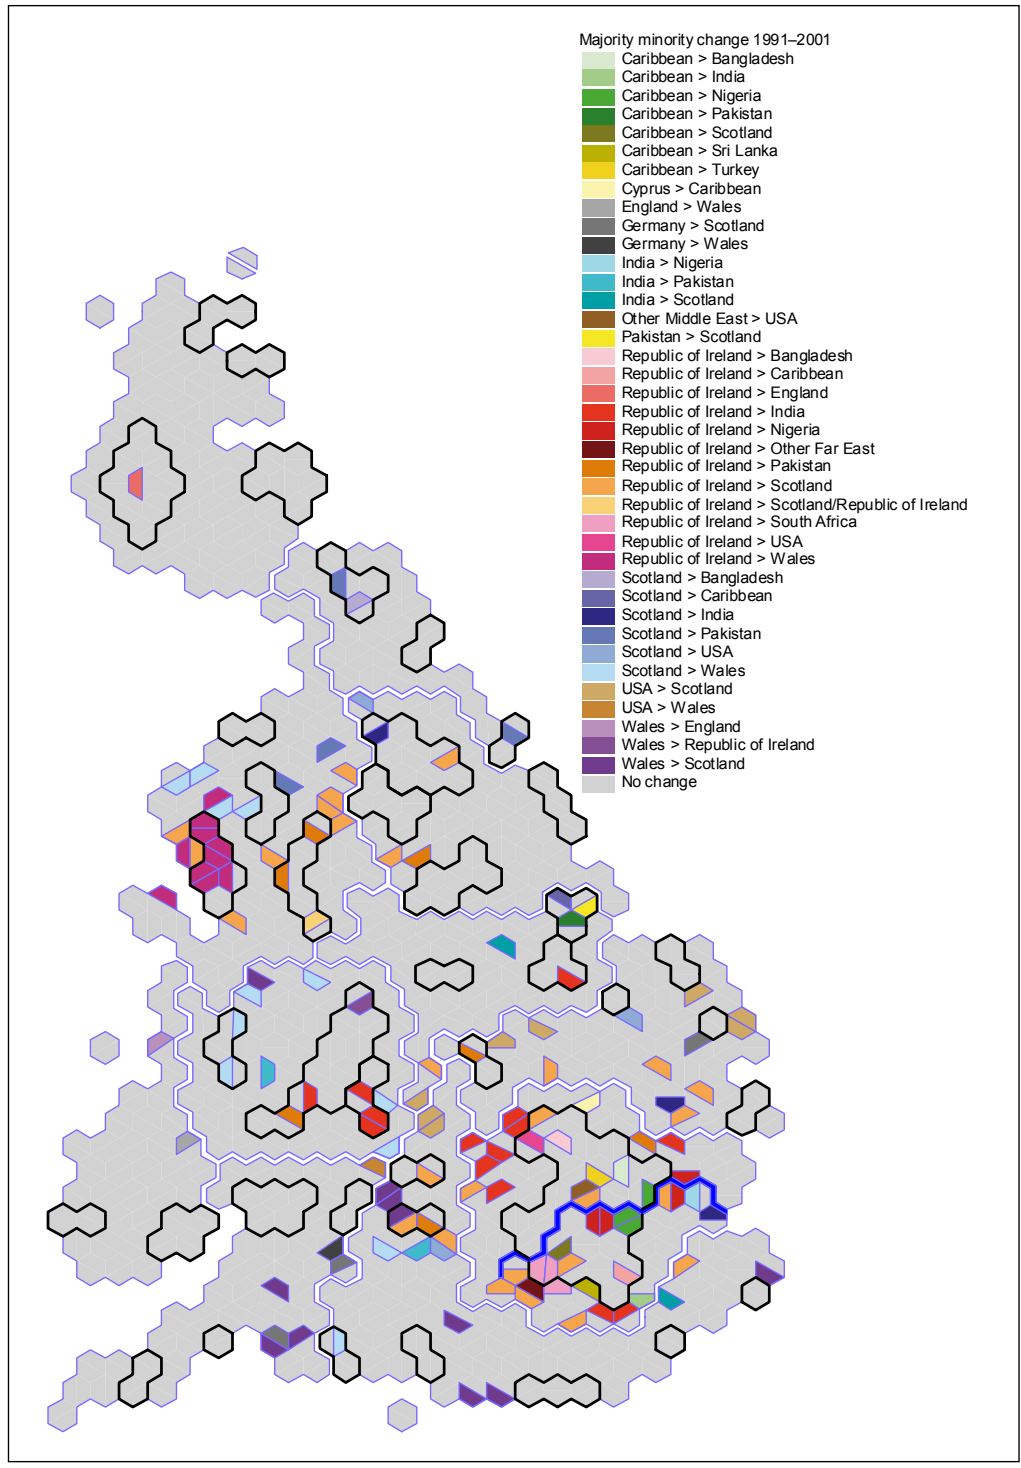 Majority minority change 1991–2001
Caribbean > Bangladesh
Caribbean > India
Caribbean > Nigeria
Caribbean > Pakistan
Caribbean > Scotland
Caribbean > Sri Lanka
Caribbean > Turkey
Cyprus > Caribbean
England > Wales
Germany > Scotland
Germany > Wales
India > Nigeria
India > Pakistan
India > Scotland
Other Middle East > USA
Pakistan > Scotland
Republic of Ireland > Bangladesh
Republic of Ireland > Caribbean
Republic of Ireland > England
Republic of Ireland > India
Republic of Ireland > Nigeria
Republic of Ireland > Other Far East
Republic of Ireland > Pakistan
Republic of Ireland > Scotland
Republic of Ireland > Scotland/Republic of Ireland
Republic of Ireland > South Africa
Republic of Ireland > USA
Republic of Ireland > Wales
Scotland > Bangladesh
Scotland > Caribbean
Scotland > India
Scotland > Pakistan
Scotland > USA
Scotland > Wales
USA > Scotland
USA > Wales
Wales > England
Wales > Republic of Ireland
Wales > Scotland
No change